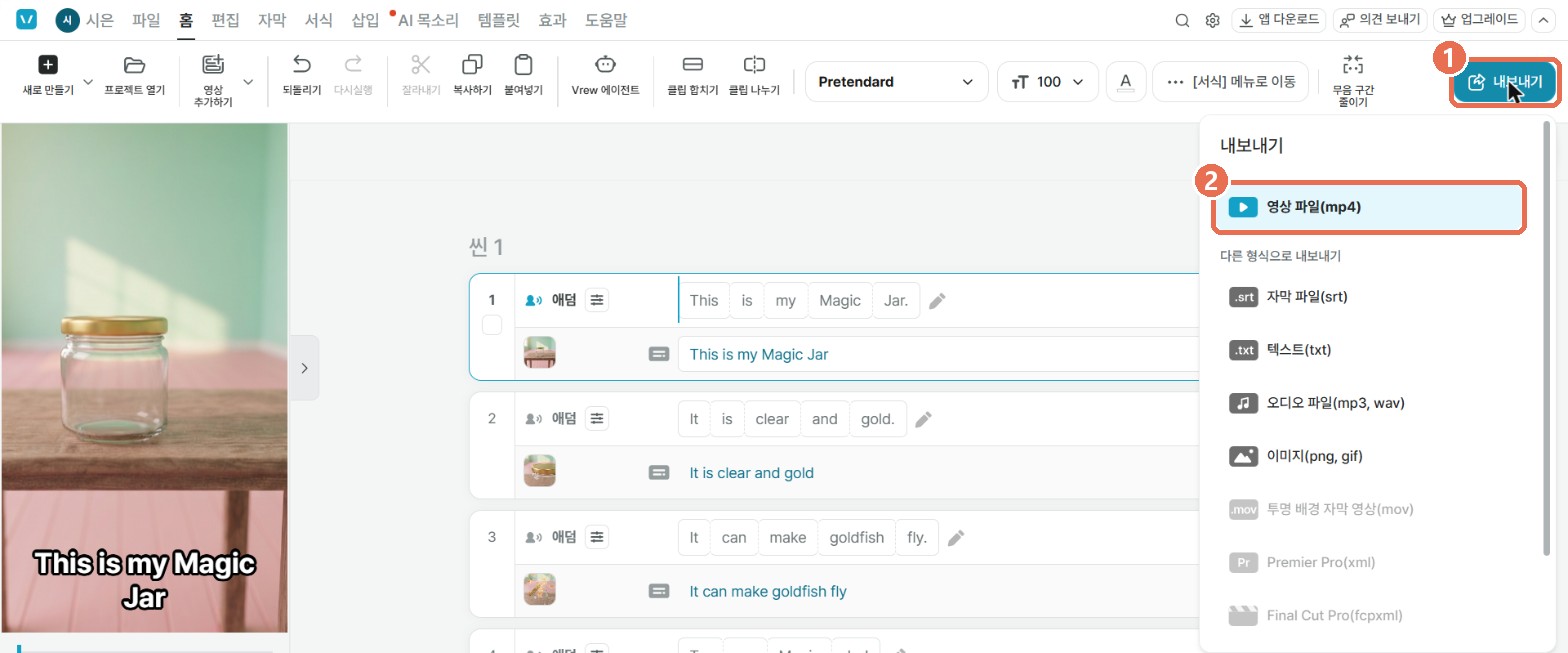 시 시은 파일 홈 편집 자막 서식 삽입 AI 목소리 템플릿 효과 도움말 앱 다운로드 의견 보내기 업그레이드
새로 만들기 프로젝트 열기 영상 추가하기 되돌리기 다시실행 잘라내기 복사하기 붙여넣기 Vrew 에이전트 클립 합치기 클립 나누기 Pretendard TT 100 A ··· [서식] 메뉴로 이동 무음 구간 줄이기 1 내보내기
This is my Magic
Jar
씬 1
1 애덤 This is my Magic Jar.
This is my Magic Jar
2 애덤 It is clear and gold.
It is clear and gold
3 애덤 It can make goldfish fly.
It can make goldfish fly
내보내기
2
영상 파일(mp4)
다른 형식으로 내보내기
.srt 자막 파일(srt)
.txt 텍스트(txt)
오디오 파일(mp3, wav)
이미지(png, gif)
.mov 투명 배경 자막 영상(mov)
Pr Premier Pro(xml)
Final Cut Pro(fcpxml)